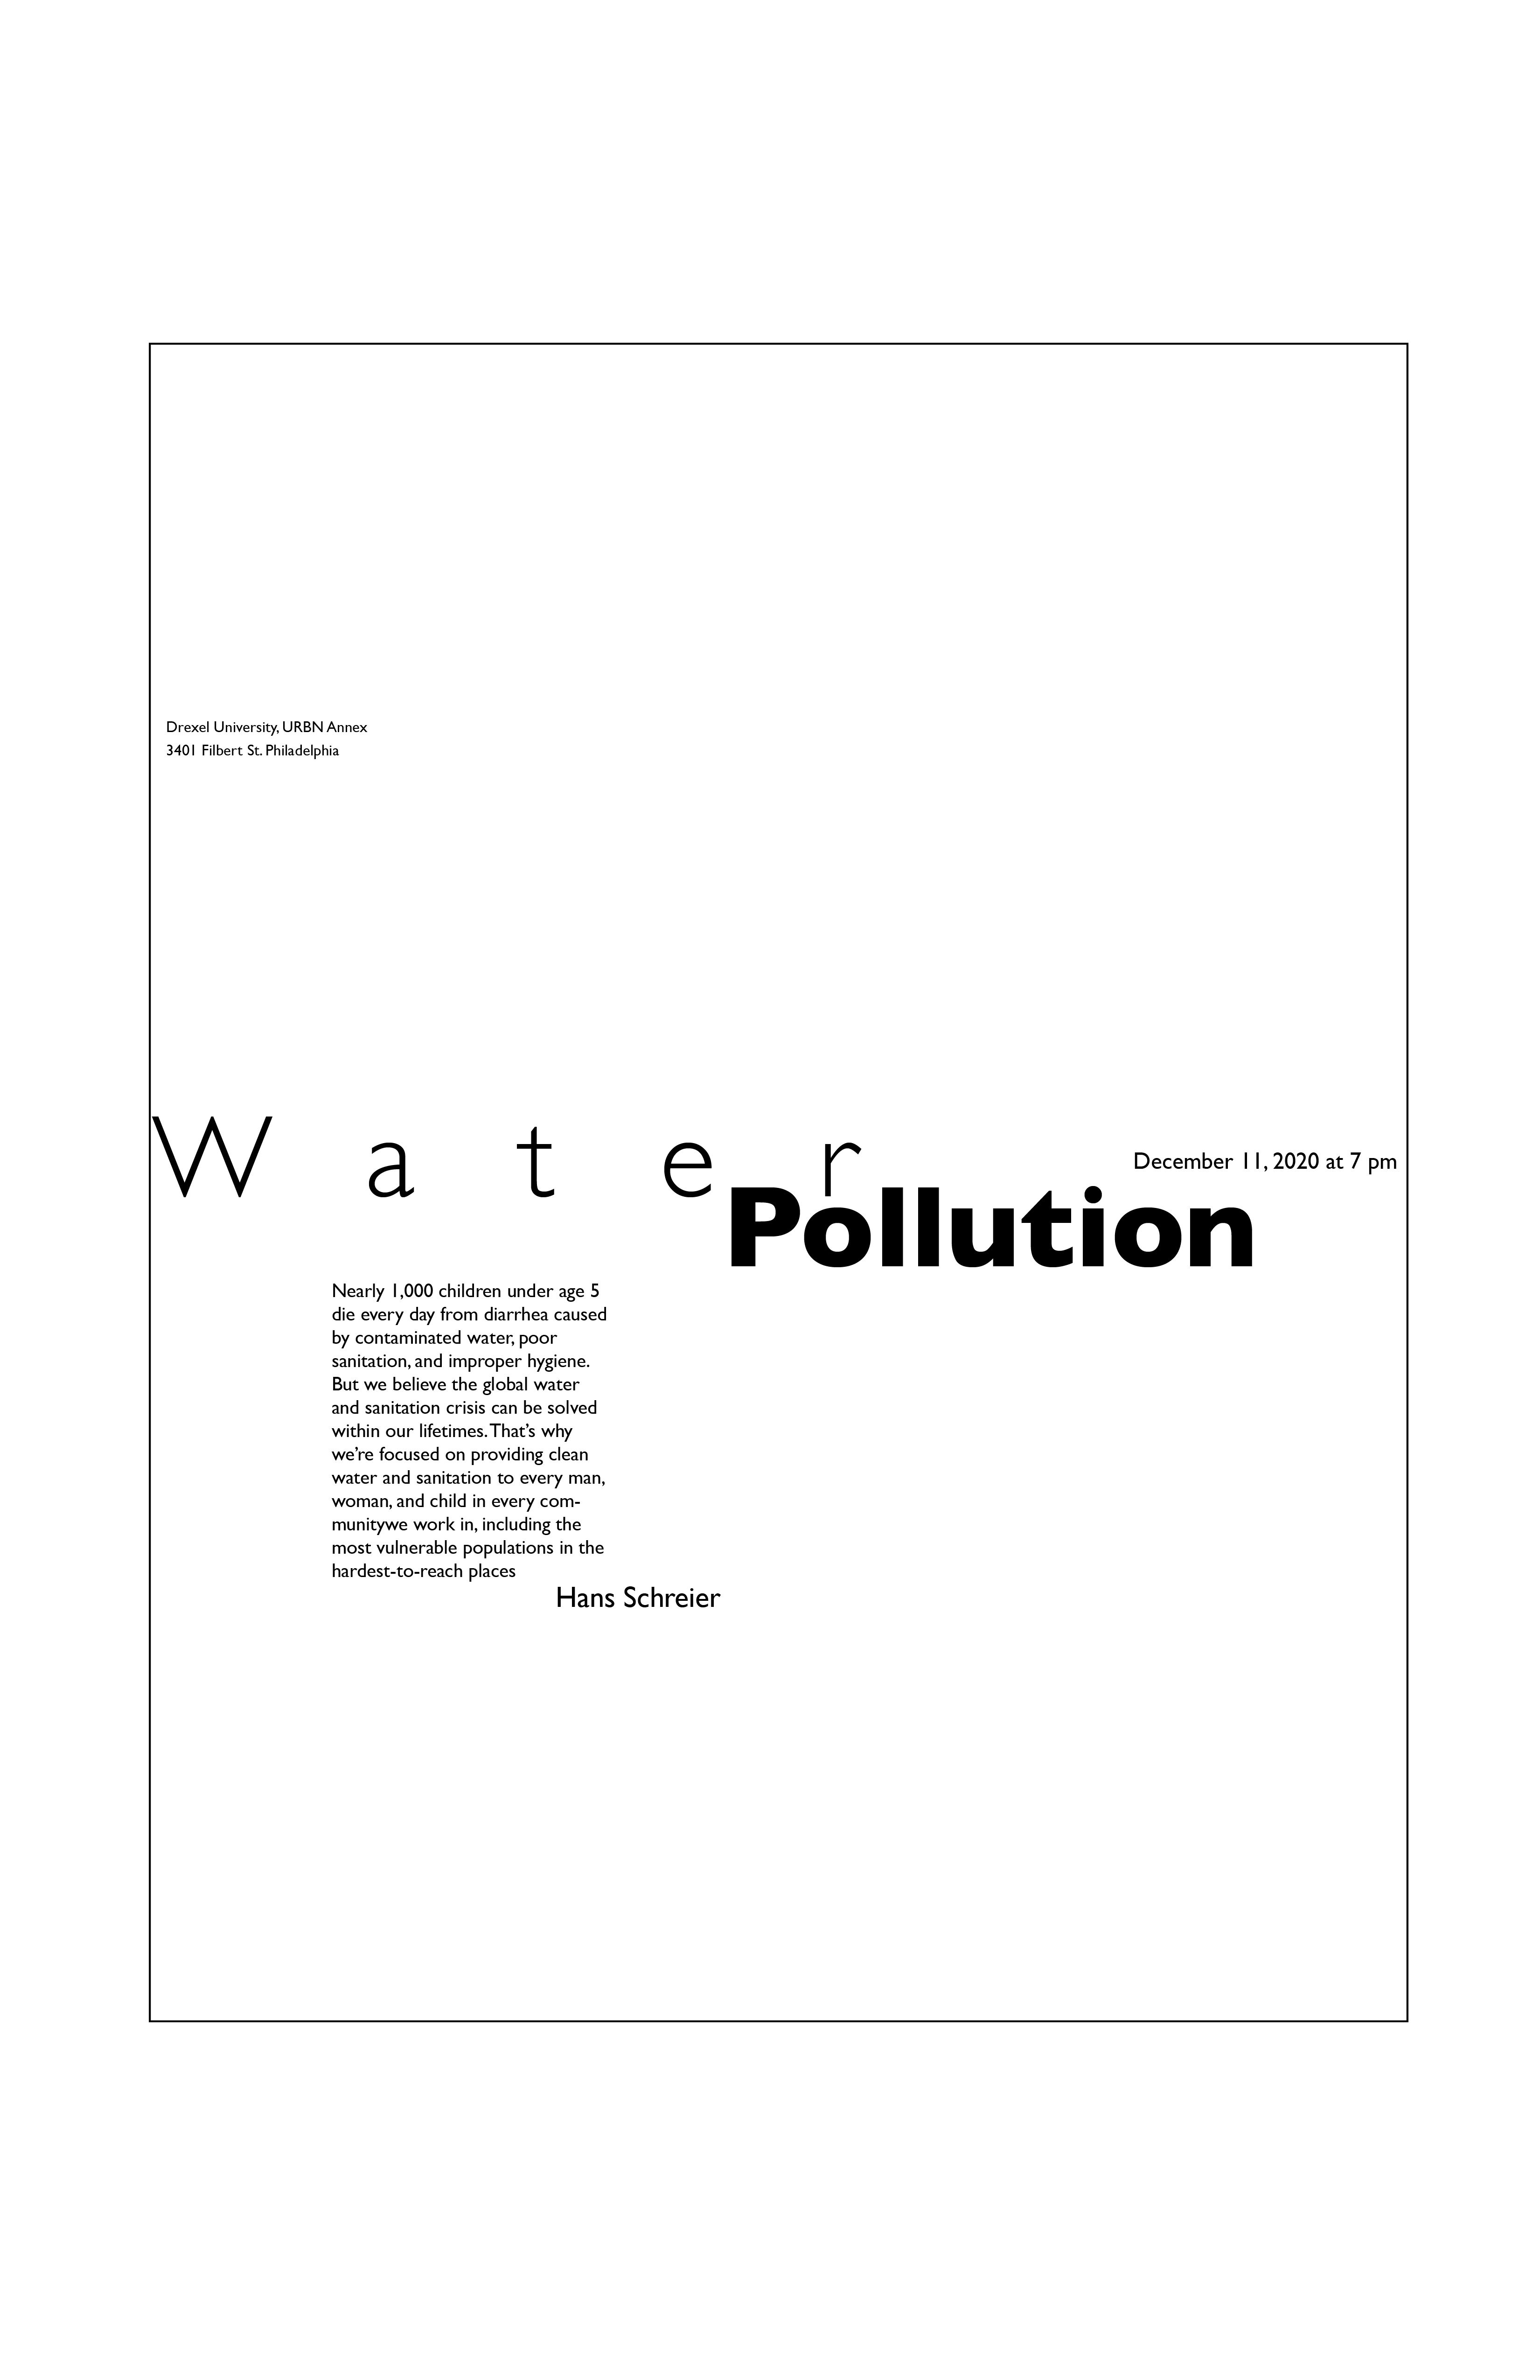 Drexel University, URBN Annex
3401 Filbert St. Philadelphia
Water
December 11, 2020 at 7 pm
Pollution
Nearly 1,000 children under age 5
die every day from diarrhea caused
by contaminated water, poor
sanitation, and improper hygiene.
But we believe the global water
and sanitation crisis can be solved
within our lifetimes. That’s why
we’re focused on providing clean
water and sanitation to every man,
woman, and child in every com-
munitywe work in, including the
most vulnerable populations in the
hardest-to-reach places
Hans Schreier